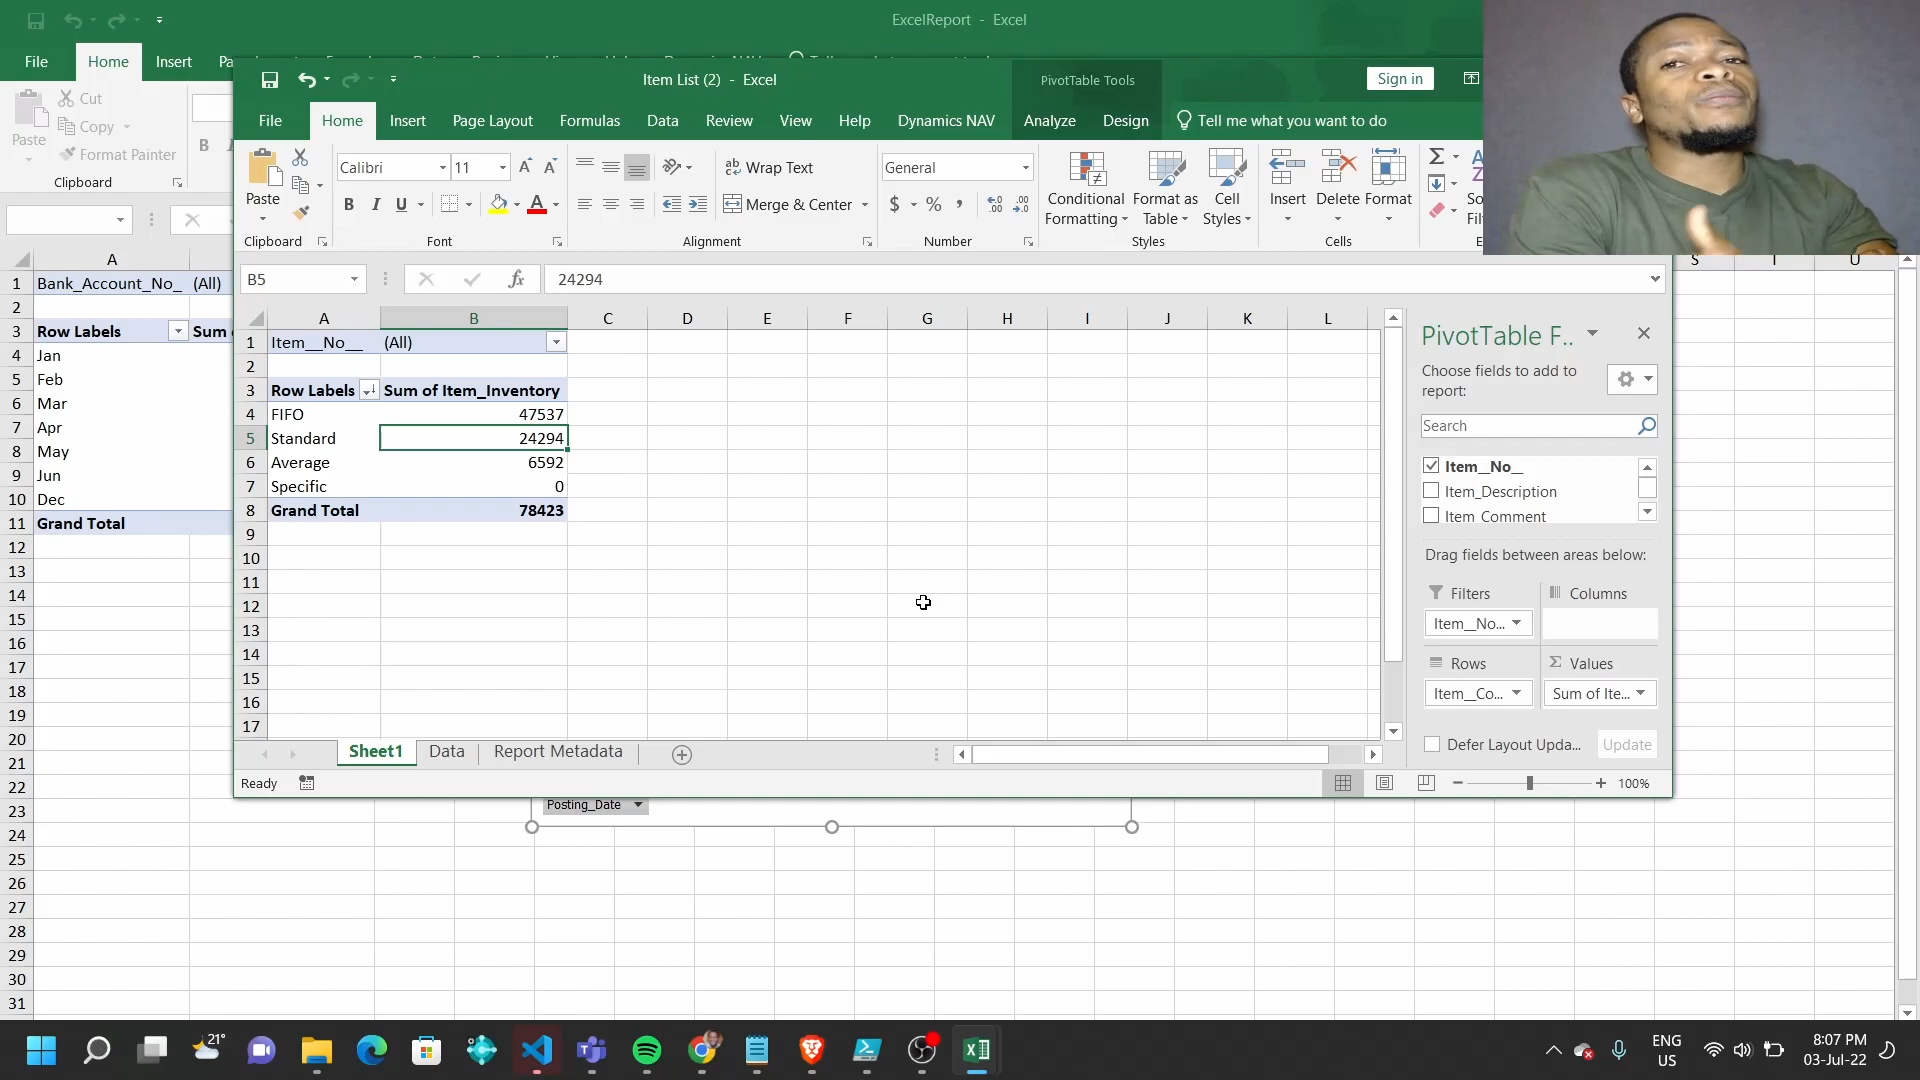 ExcelReport - Excel
File Home Insert
Cut
Copy
Format Painter
Paste
Clipboard
B
Item List (2) - Excel
PivotTable Tools
Sign in
File Home Insert Page Layout Formulas Data Review View Help Dynamics NAV Analyze Design Tell me what you want to do
Paste
Clipboard
Calibri 11
B I U
Font
Wrap Text
Merge & Center
Alignment
General
$ % ,
Number
Conditional Formatting
Format as Table
Cell Styles
Styles
Insert Delete Format
Cells
B5
fx 24294
A
1 Bank_Account_No_ (All)
2
3 Row Labels Sum
4 Jan
5 Feb
6 Mar
7 Apr
8 May
9 Jun
10 Dec
11 Grand Total
12
13
14
15
16
17
18
19
20
21
22
23
24
25
26
27
28
29
30
31
A B C D E F G H I J K L
1 Item__No__ (All)
2
3 Row Labels Sum of Item_Inventory
4 FIFO 47537
5 Standard 24294
6 Average 6592
7 Specific 0
8 Grand Total 78423
9
10
11
12
13
14
15
16
17
PivotTable F..
Choose fields to add to
report:
Search
Item__No__
Item_Description
Item_Comment
Drag fields between areas below:
Filters Columns
Item__No...
Rows Σ Values
Item__Co... Sum of Ite...
Defer Layout Upda... Update
Sheet1 Data Report Metadata
Ready
100%
Posting_Date
21°
ENG
US
8:07 PM
03-Jul-22